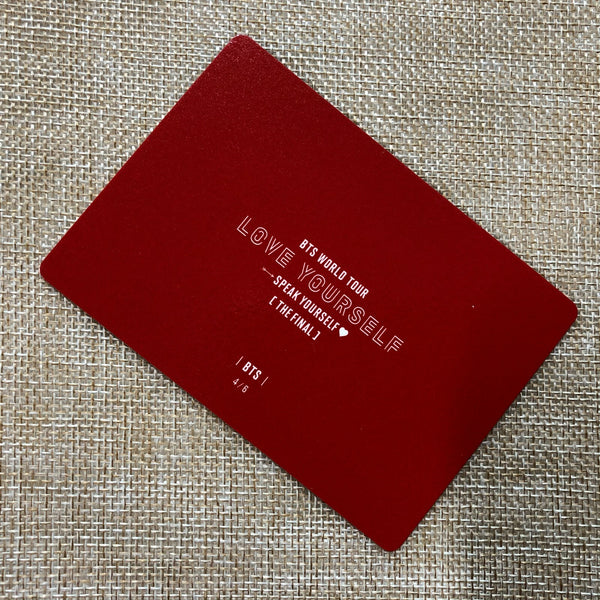 BTS WORLD TOUR
LOVE YOURSELF
—SPEAK YOURSELF♥
[ THE FINAL ]
| BTS |
4/6